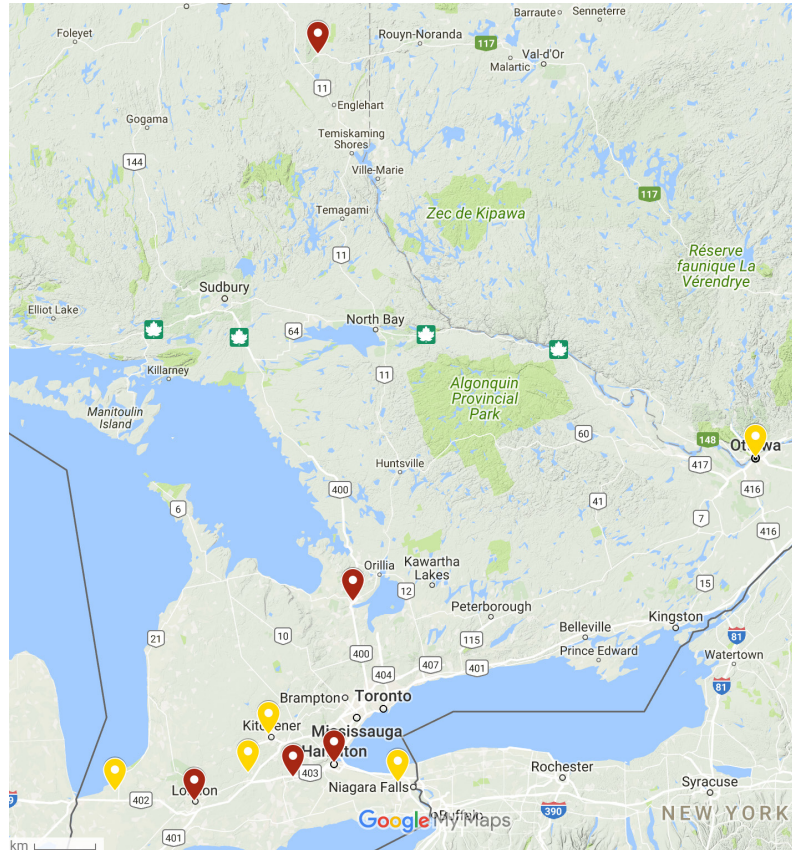 Barraute
Senneterre
Foleyet
Rouyn-Noranda
117
Val-d'Or
Malartic
11
Englehart
Gogama
Temiskaming
Shores
144
Ville-Marie
117
Zec de Kipawa
Temagami
11
Réserve
faunique La
Vérendrye
Sudbury
Elliot Lake
North Bay
64
Killarney
11
Algonquin
Provincial
Park
Manitoulin
Island
60
148
Huntsville
417
400
416
41
6
7
416
Orillia
Kawartha
Lakes
12
15
Peterborough
Kingston
21
10
115
Belleville
81
400
407
401
Prince Edward
Watertown
404
81
Brampton
Toronto
Mississauga
403
Rochester
Niagara Falls
Syracuse
402
390
Google My Maps
NEW YORK
401
km